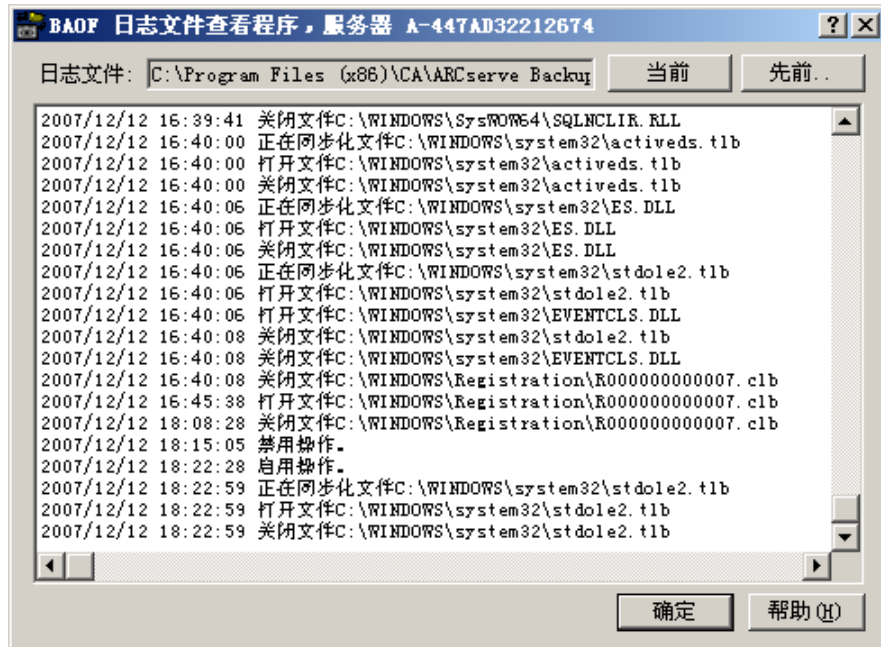 BAOF 日志文件查看程序，服务器 A-447AD32212674
日志文件: C:\Program Files (x86)\CA\ARCserve Backup 当前 先前..
2007/12/12 16:39:41 关闭文件C:\WINDOWS\SysWOW64\SQLNCLIR.RLL
2007/12/12 16:40:00 正在同步化文件C:\WINDOWS\system32\activeds.tlb
2007/12/12 16:40:00 打开文件C:\WINDOWS\system32\activeds.tlb
2007/12/12 16:40:00 关闭文件C:\WINDOWS\system32\activeds.tlb
2007/12/12 16:40:06 正在同步化文件C:\WINDOWS\system32\ES.DLL
2007/12/12 16:40:06 打开文件C:\WINDOWS\system32\ES.DLL
2007/12/12 16:40:06 关闭文件C:\WINDOWS\system32\ES.DLL
2007/12/12 16:40:06 正在同步化文件C:\WINDOWS\system32\stdole2.tlb
2007/12/12 16:40:06 打开文件C:\WINDOWS\system32\stdole2.tlb
2007/12/12 16:40:06 打开文件C:\WINDOWS\system32\EVENTCLS.DLL
2007/12/12 16:40:08 关闭文件C:\WINDOWS\system32\stdole2.tlb
2007/12/12 16:40:08 关闭文件C:\WINDOWS\system32\EVENTCLS.DLL
2007/12/12 16:40:08 关闭文件C:\WINDOWS\Registration\R000000000007.clb
2007/12/12 16:45:38 打开文件C:\WINDOWS\Registration\R000000000007.clb
2007/12/12 18:08:28 关闭文件C:\WINDOWS\Registration\R000000000007.clb
2007/12/12 18:15:05 禁用操作。
2007/12/12 18:22:28 启用操作。
2007/12/12 18:22:59 正在同步化文件C:\WINDOWS\system32\stdole2.tlb
2007/12/12 18:22:59 打开文件C:\WINDOWS\system32\stdole2.tlb
2007/12/12 18:22:59 关闭文件C:\WINDOWS\system32\stdole2.tlb
确定 帮助(H)